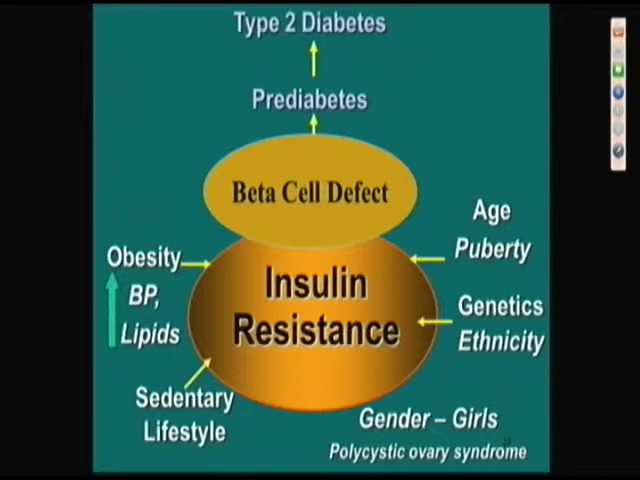 Type 2 Diabetes
Prediabetes
Beta Cell Defect
Insulin
Resistance
Obesity
BP,
Lipids
Sedentary
Lifestyle
Age
Puberty
Genetics
Ethnicity
Gender – Girls
Polycystic ovary syndrome